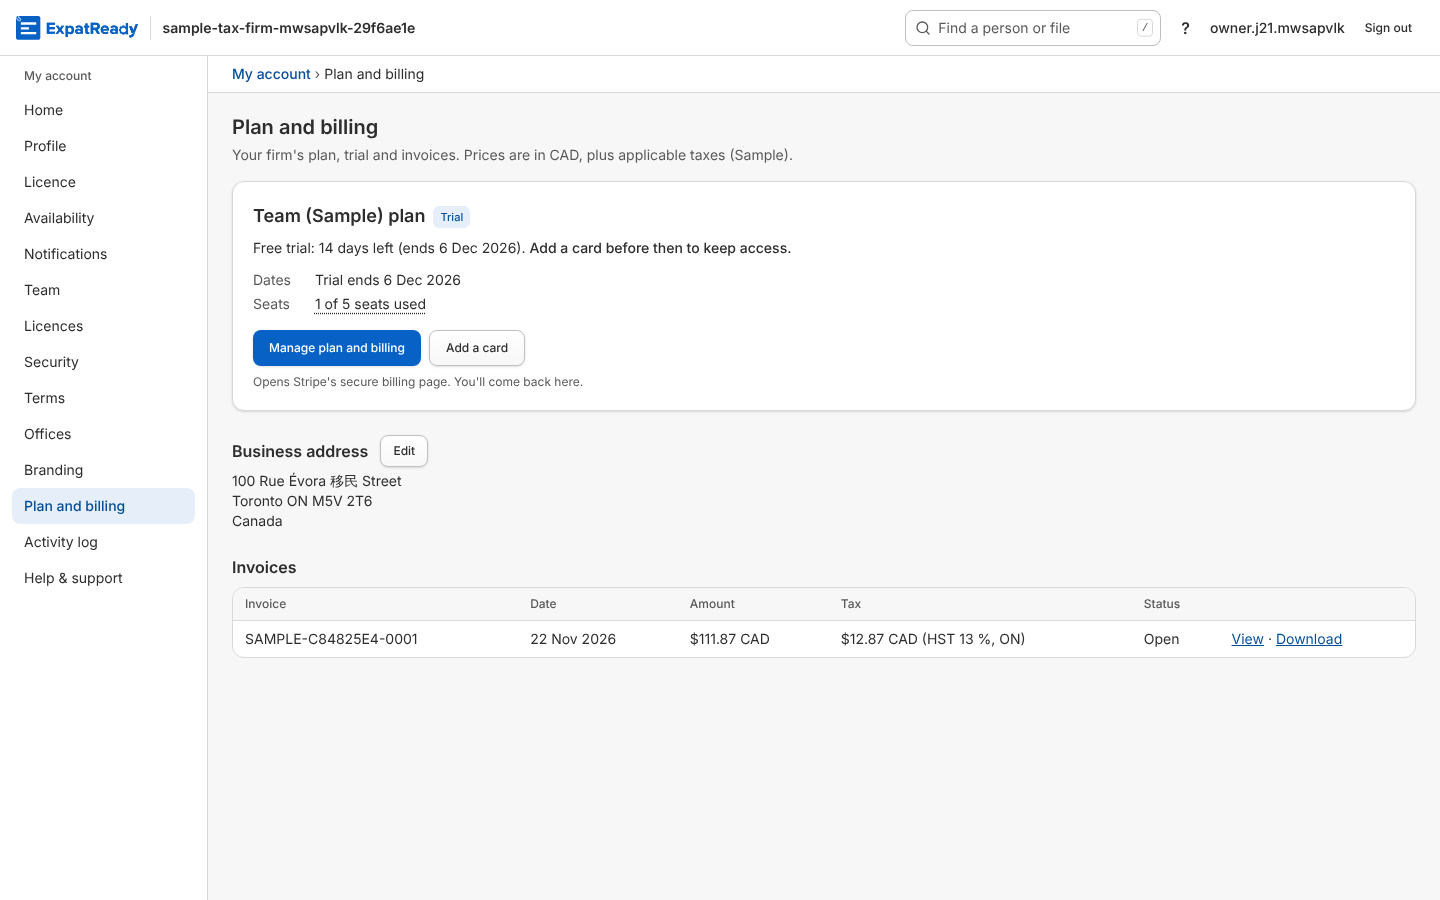 ExpatReady
sample-tax-firm-mwsapvlk-29f6ae1e
Find a person or file
/
?
owner.j21.mwsapvlk
Sign out
My account
Home
Profile
Licence
Availability
Notifications
Team
Licences
Security
Terms
Offices
Branding
Plan and billing
Activity log
Help & support
My account › Plan and billing
Plan and billing
Your firm's plan, trial and invoices. Prices are in CAD, plus applicable taxes (Sample).
Team (Sample) plan Trial
Free trial: 14 days left (ends 6 Dec 2026). Add a card before then to keep access.
Dates Trial ends 6 Dec 2026
Seats 1 of 5 seats used
Manage plan and billing Add a card
Opens Stripe's secure billing page. You'll come back here.
Business address Edit
100 Rue Évora 移民 Street
Toronto ON M5V 2T6
Canada
Invoices
Invoice Date Amount Tax Status
SAMPLE-C84825E4-0001 22 Nov 2026 $111.87 CAD $12.87 CAD (HST 13 %, ON) Open View · Download